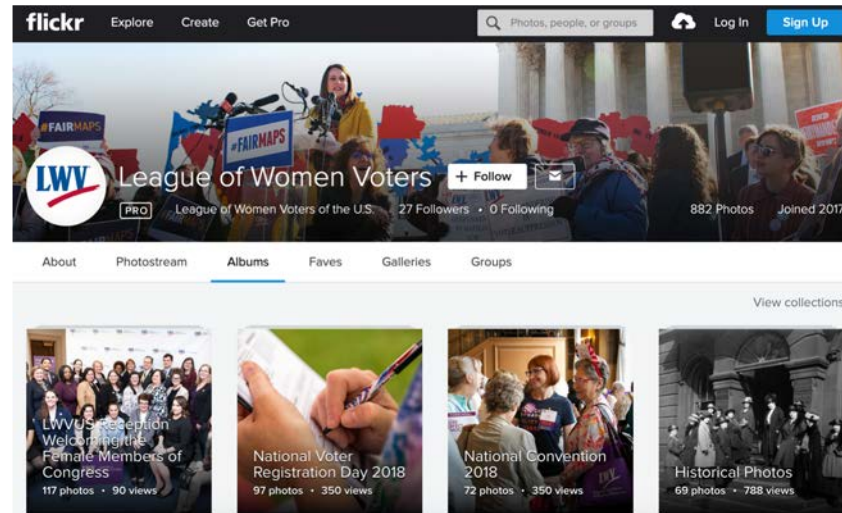 flickr Explore Create Get Pro Photos, people, or groups Log In Sign Up
#FAIRMAPS
#FAIRMAPS
LWV League of Women Voters + Follow
PRO League of Women Voters of the U.S. 27 Followers • 0 Following 882 Photos Joined 2017
About Photostream Albums Faves Galleries Groups
View collections
LWVUS Reception
Welcoming the
Female Members of
Congress
117 photos • 90 views
National Voter
Registration Day 2018
97 photos • 350 views
National Convention
2018
72 photos • 350 views
LWV
Historical Photos
69 photos • 788 views